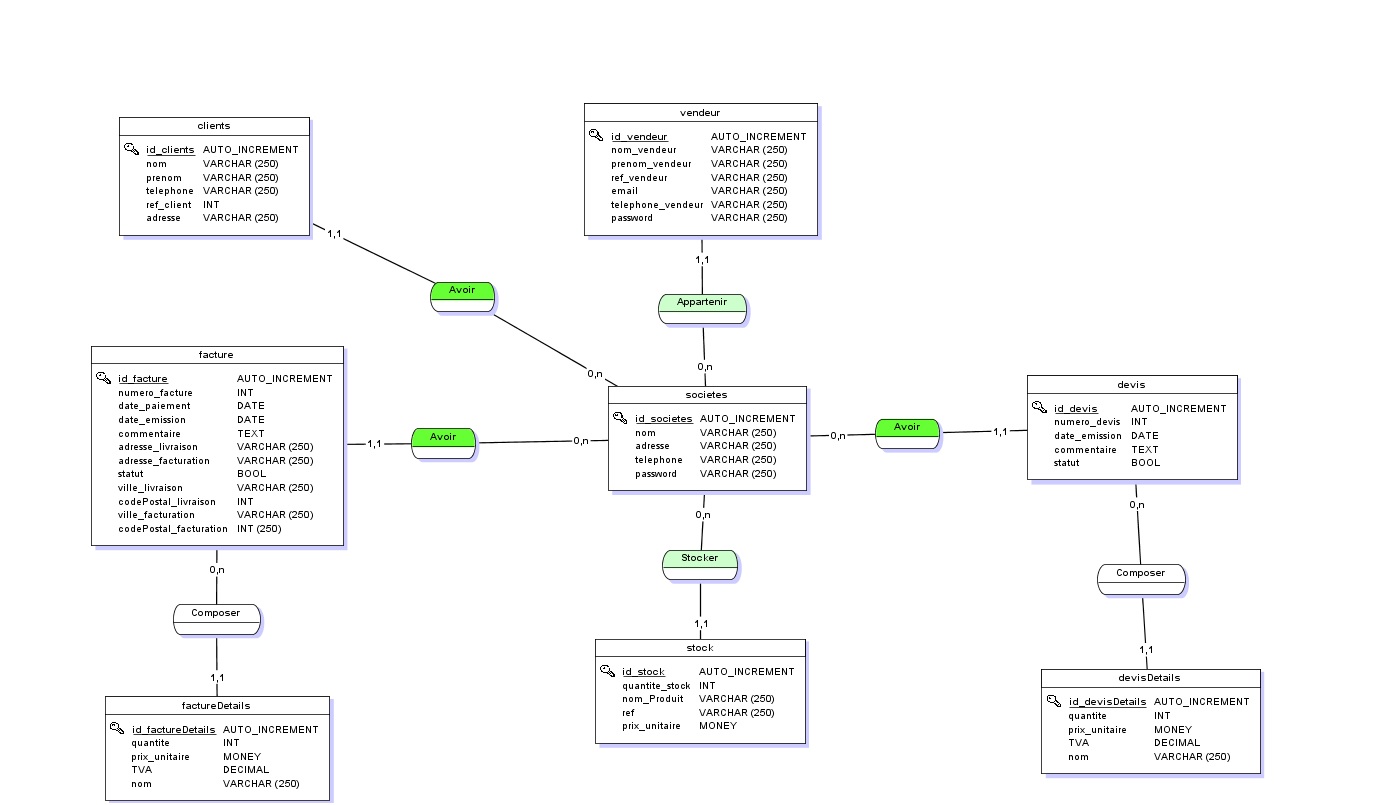 clients
id_clients AUTO_INCREMENT
nom VARCHAR (250)
prenom VARCHAR (250)
telephone VARCHAR (250)
ref_client INT
adresse VARCHAR (250)
vendeur
id_vendeur AUTO_INCREMENT
nom_vendeur VARCHAR (250)
prenom_vendeur VARCHAR (250)
ref_vendeur VARCHAR (250)
email VARCHAR (250)
telephone_vendeur VARCHAR (250)
password VARCHAR (250)
1,1
1,1
Avoir
Appartenir
0,n
0,n
facture
id_facture AUTO_INCREMENT
numero_facture INT
date_paiement DATE
date_emission DATE
commentaire TEXT
adresse_livraison VARCHAR (250)
adresse_facturation VARCHAR (250)
statut BOOL
ville_livraison VARCHAR (250)
codePostal_livraison INT
ville_facturation VARCHAR (250)
codePostal_facturation INT (250)
1,1
Avoir
0,n
societes
id_societes AUTO_INCREMENT
nom VARCHAR (250)
adresse VARCHAR (250)
telephone VARCHAR (250)
password VARCHAR (250)
0,n
Avoir
1,1
devis
id_devis AUTO_INCREMENT
numero_devis INT
date_emission DATE
commentaire TEXT
statut BOOL
0,n
0,n
0,n
Composer
Stocker
Composer
1,1
1,1
1,1
factureDetails
id_factureDetails AUTO_INCREMENT
quantite INT
prix_unitaire MONEY
TVA DECIMAL
nom VARCHAR (250)
stock
id_stock AUTO_INCREMENT
quantite_stock INT
nom_Produit VARCHAR (250)
ref VARCHAR (250)
prix_unitaire MONEY
devisDetails
id_devisDetails AUTO_INCREMENT
quantite INT
prix_unitaire MONEY
TVA DECIMAL
nom VARCHAR (250)